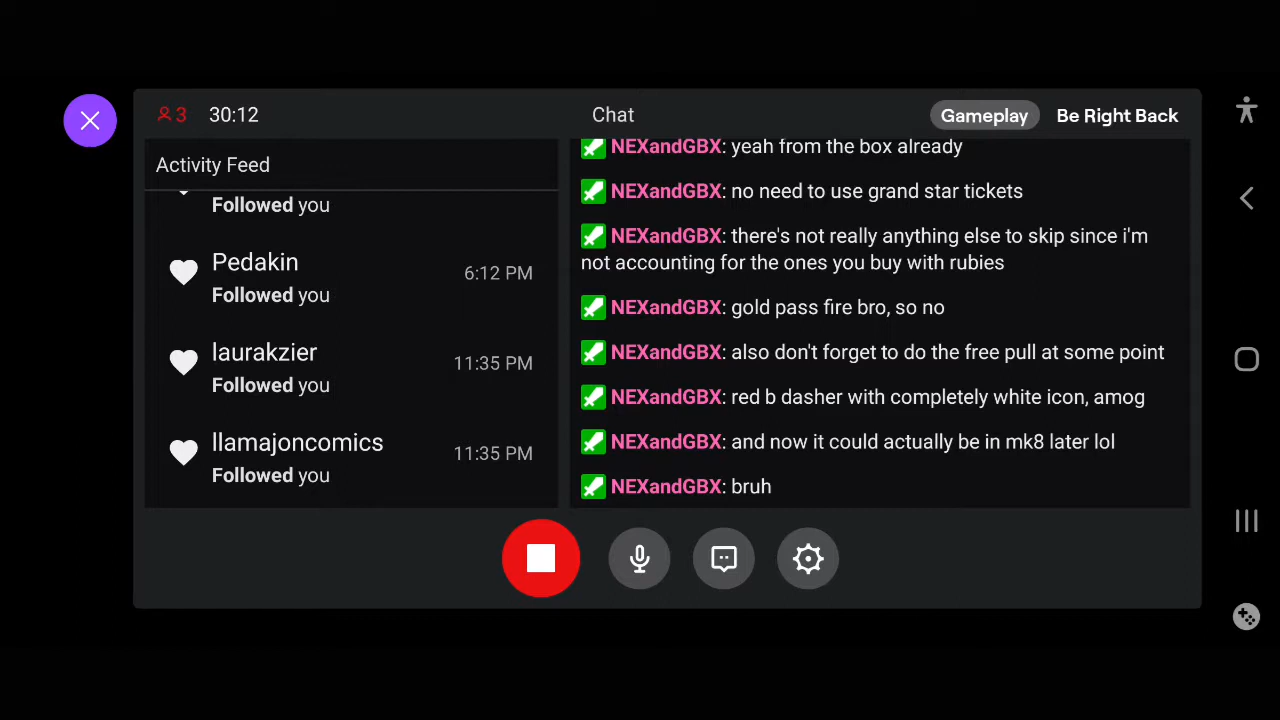 3 30:12 Chat Gameplay Be Right Back
Activity Feed
Followed you
Pedakin 6:12 PM
Followed you
laurakzier 11:35 PM
Followed you
llamajoncomics 11:35 PM
Followed you
NEXandGBX: yeah from the box already
NEXandGBX: no need to use grand star tickets
NEXandGBX: there's not really anything else to skip since i'm
not accounting for the ones you buy with rubies
NEXandGBX: gold pass fire bro, so no
NEXandGBX: also don't forget to do the free pull at some point
NEXandGBX: red b dasher with completely white icon, amog
NEXandGBX: and now it could actually be in mk8 later lol
NEXandGBX: bruh